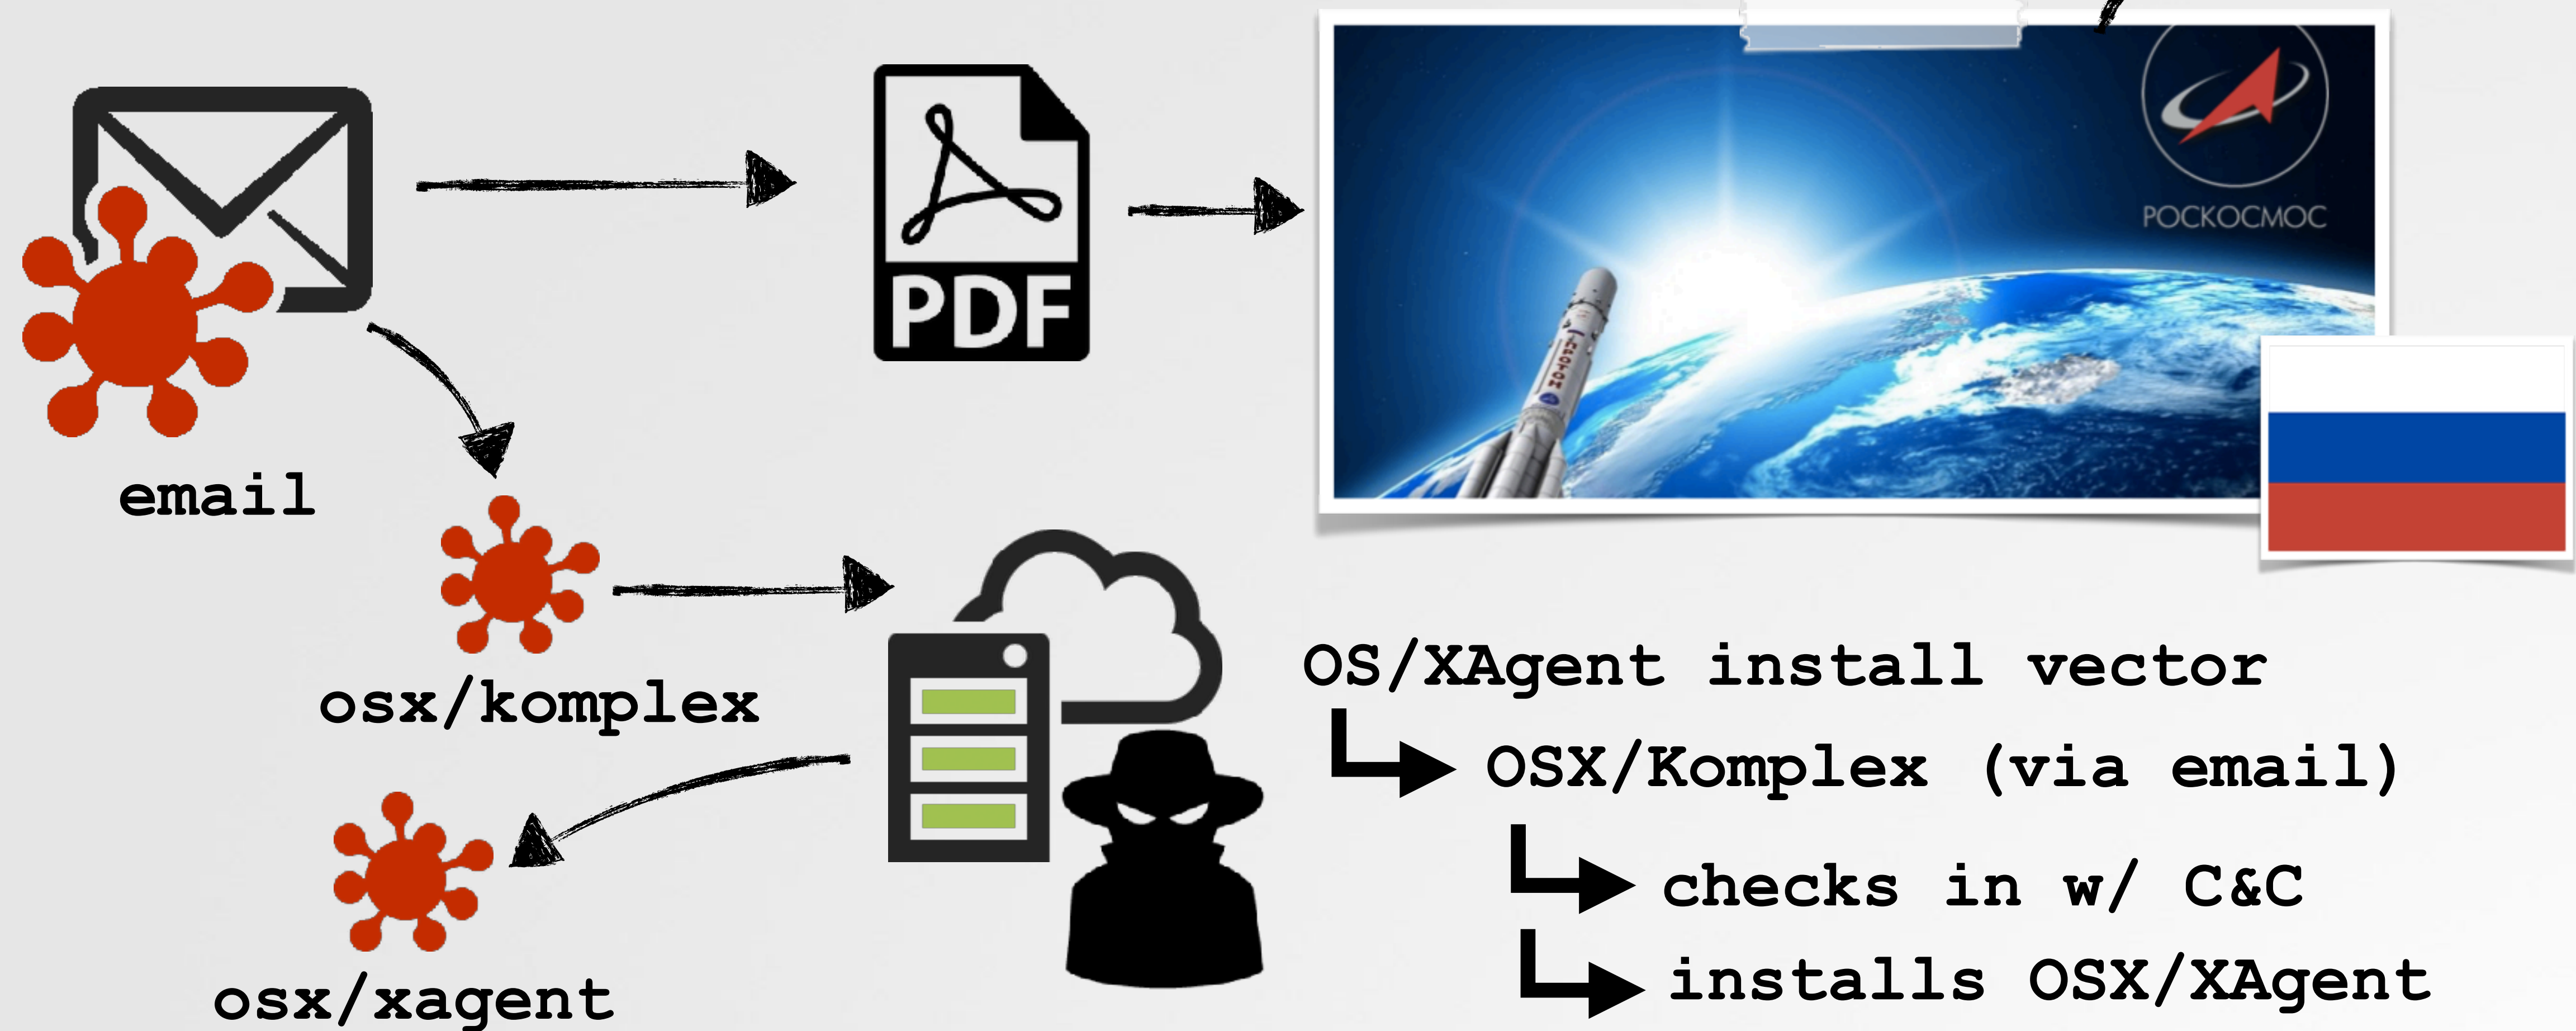 PDF
РОСКОСМОС
ПРОТОН
email
osx/komplex
osx/xagent
OS/XAgent install vector
OSX/Komplex (via email)
checks in w/ C&C
installs OSX/XAgent